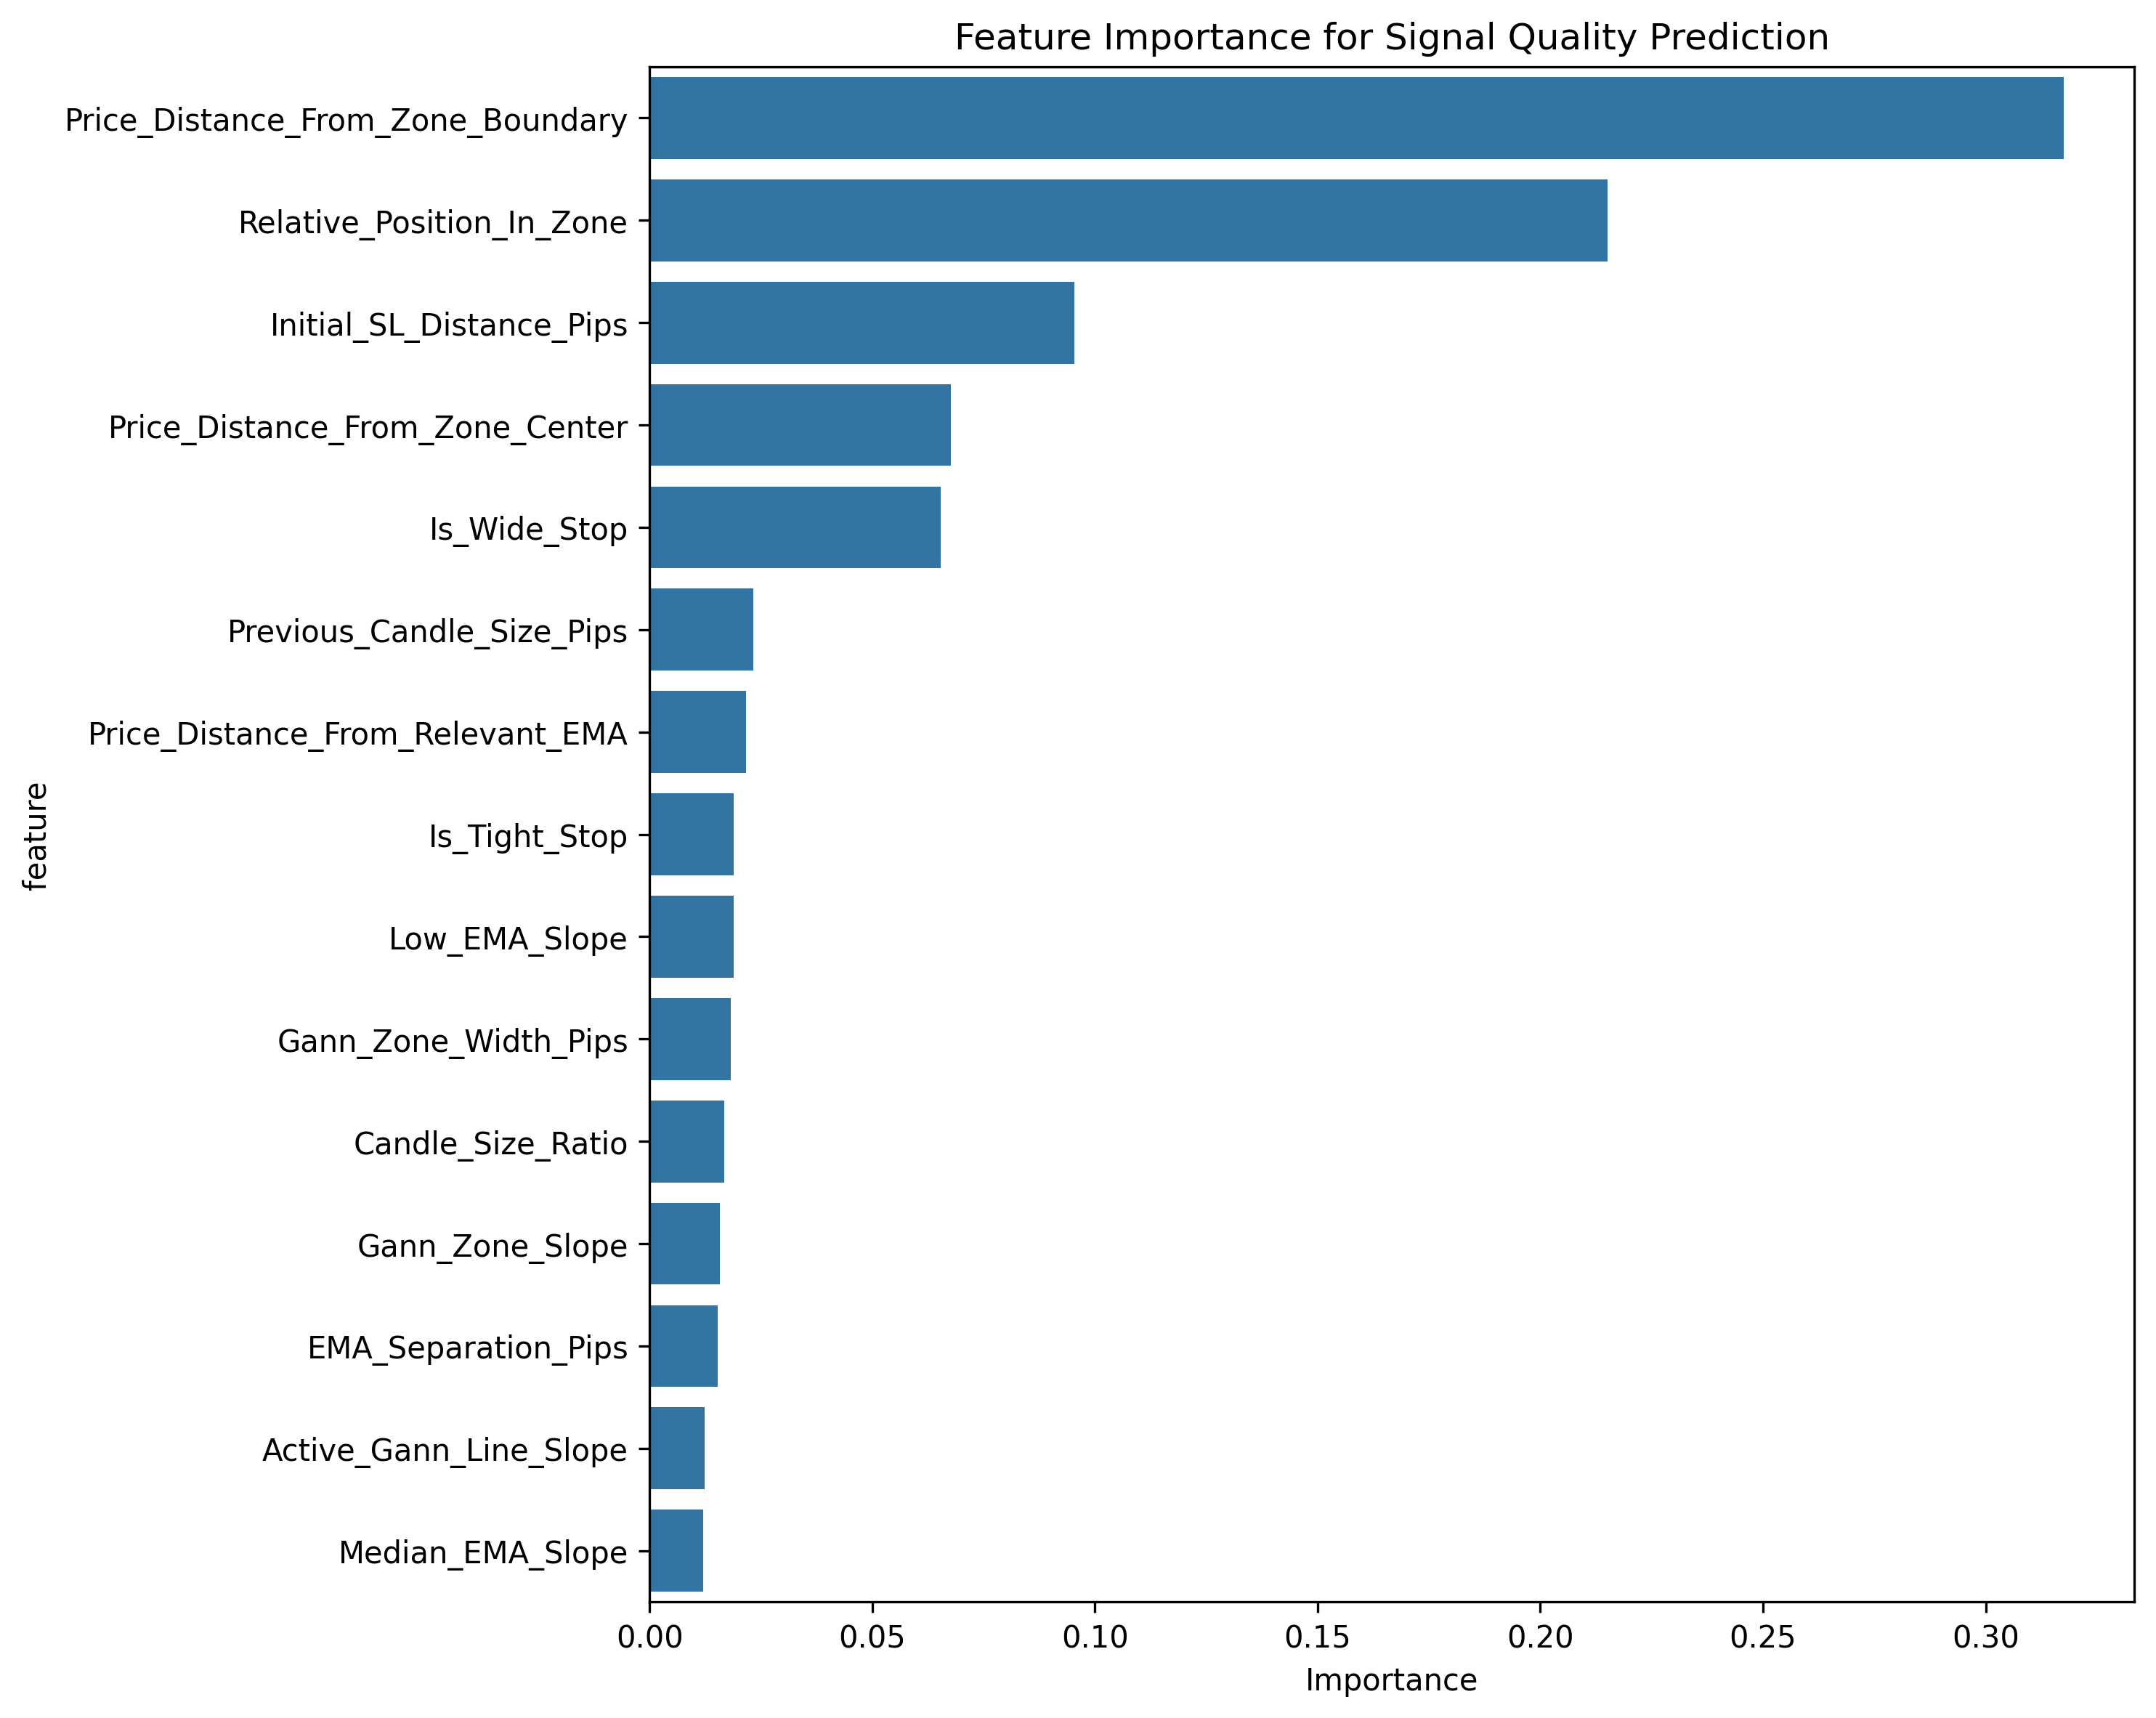 Feature Importance for Signal Quality Prediction
Price_Distance_From_Zone_Boundary
Relative_Position_In_Zone
Initial_SL_Distance_Pips
Price_Distance_From_Zone_Center
Is_Wide_Stop
Previous_Candle_Size_Pips
Price_Distance_From_Relevant_EMA
Is_Tight_Stop
Low_EMA_Slope
Gann_Zone_Width_Pips
Candle_Size_Ratio
Gann_Zone_Slope
EMA_Separation_Pips
Active_Gann_Line_Slope
Median_EMA_Slope
feature
0.00 0.05 0.10 0.15 0.20 0.25 0.30
Importance